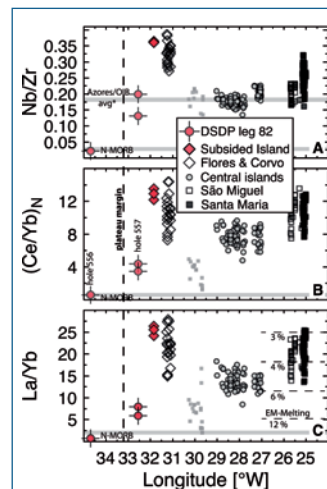 Nb/Zr
0.35
0.30
0.25
0.20
0.15
0.10
0.05
Azores/OIB
avg*
N-MORB
A
DSDP leg 82
Subsided Island
Flores & Corvo
Central islands
São Miguel
Santa Maria
(Ce/Yb)N
12
8
4
hole 556
plateau margin
hole 557
N-MORB
B
La/Yb
25
20
15
10
5
N-MORB
3 %
4 %
6 %
EM-Melting
12 %
C
34 33 32 31 30 29 28 27 26 25
Longitude [°W]